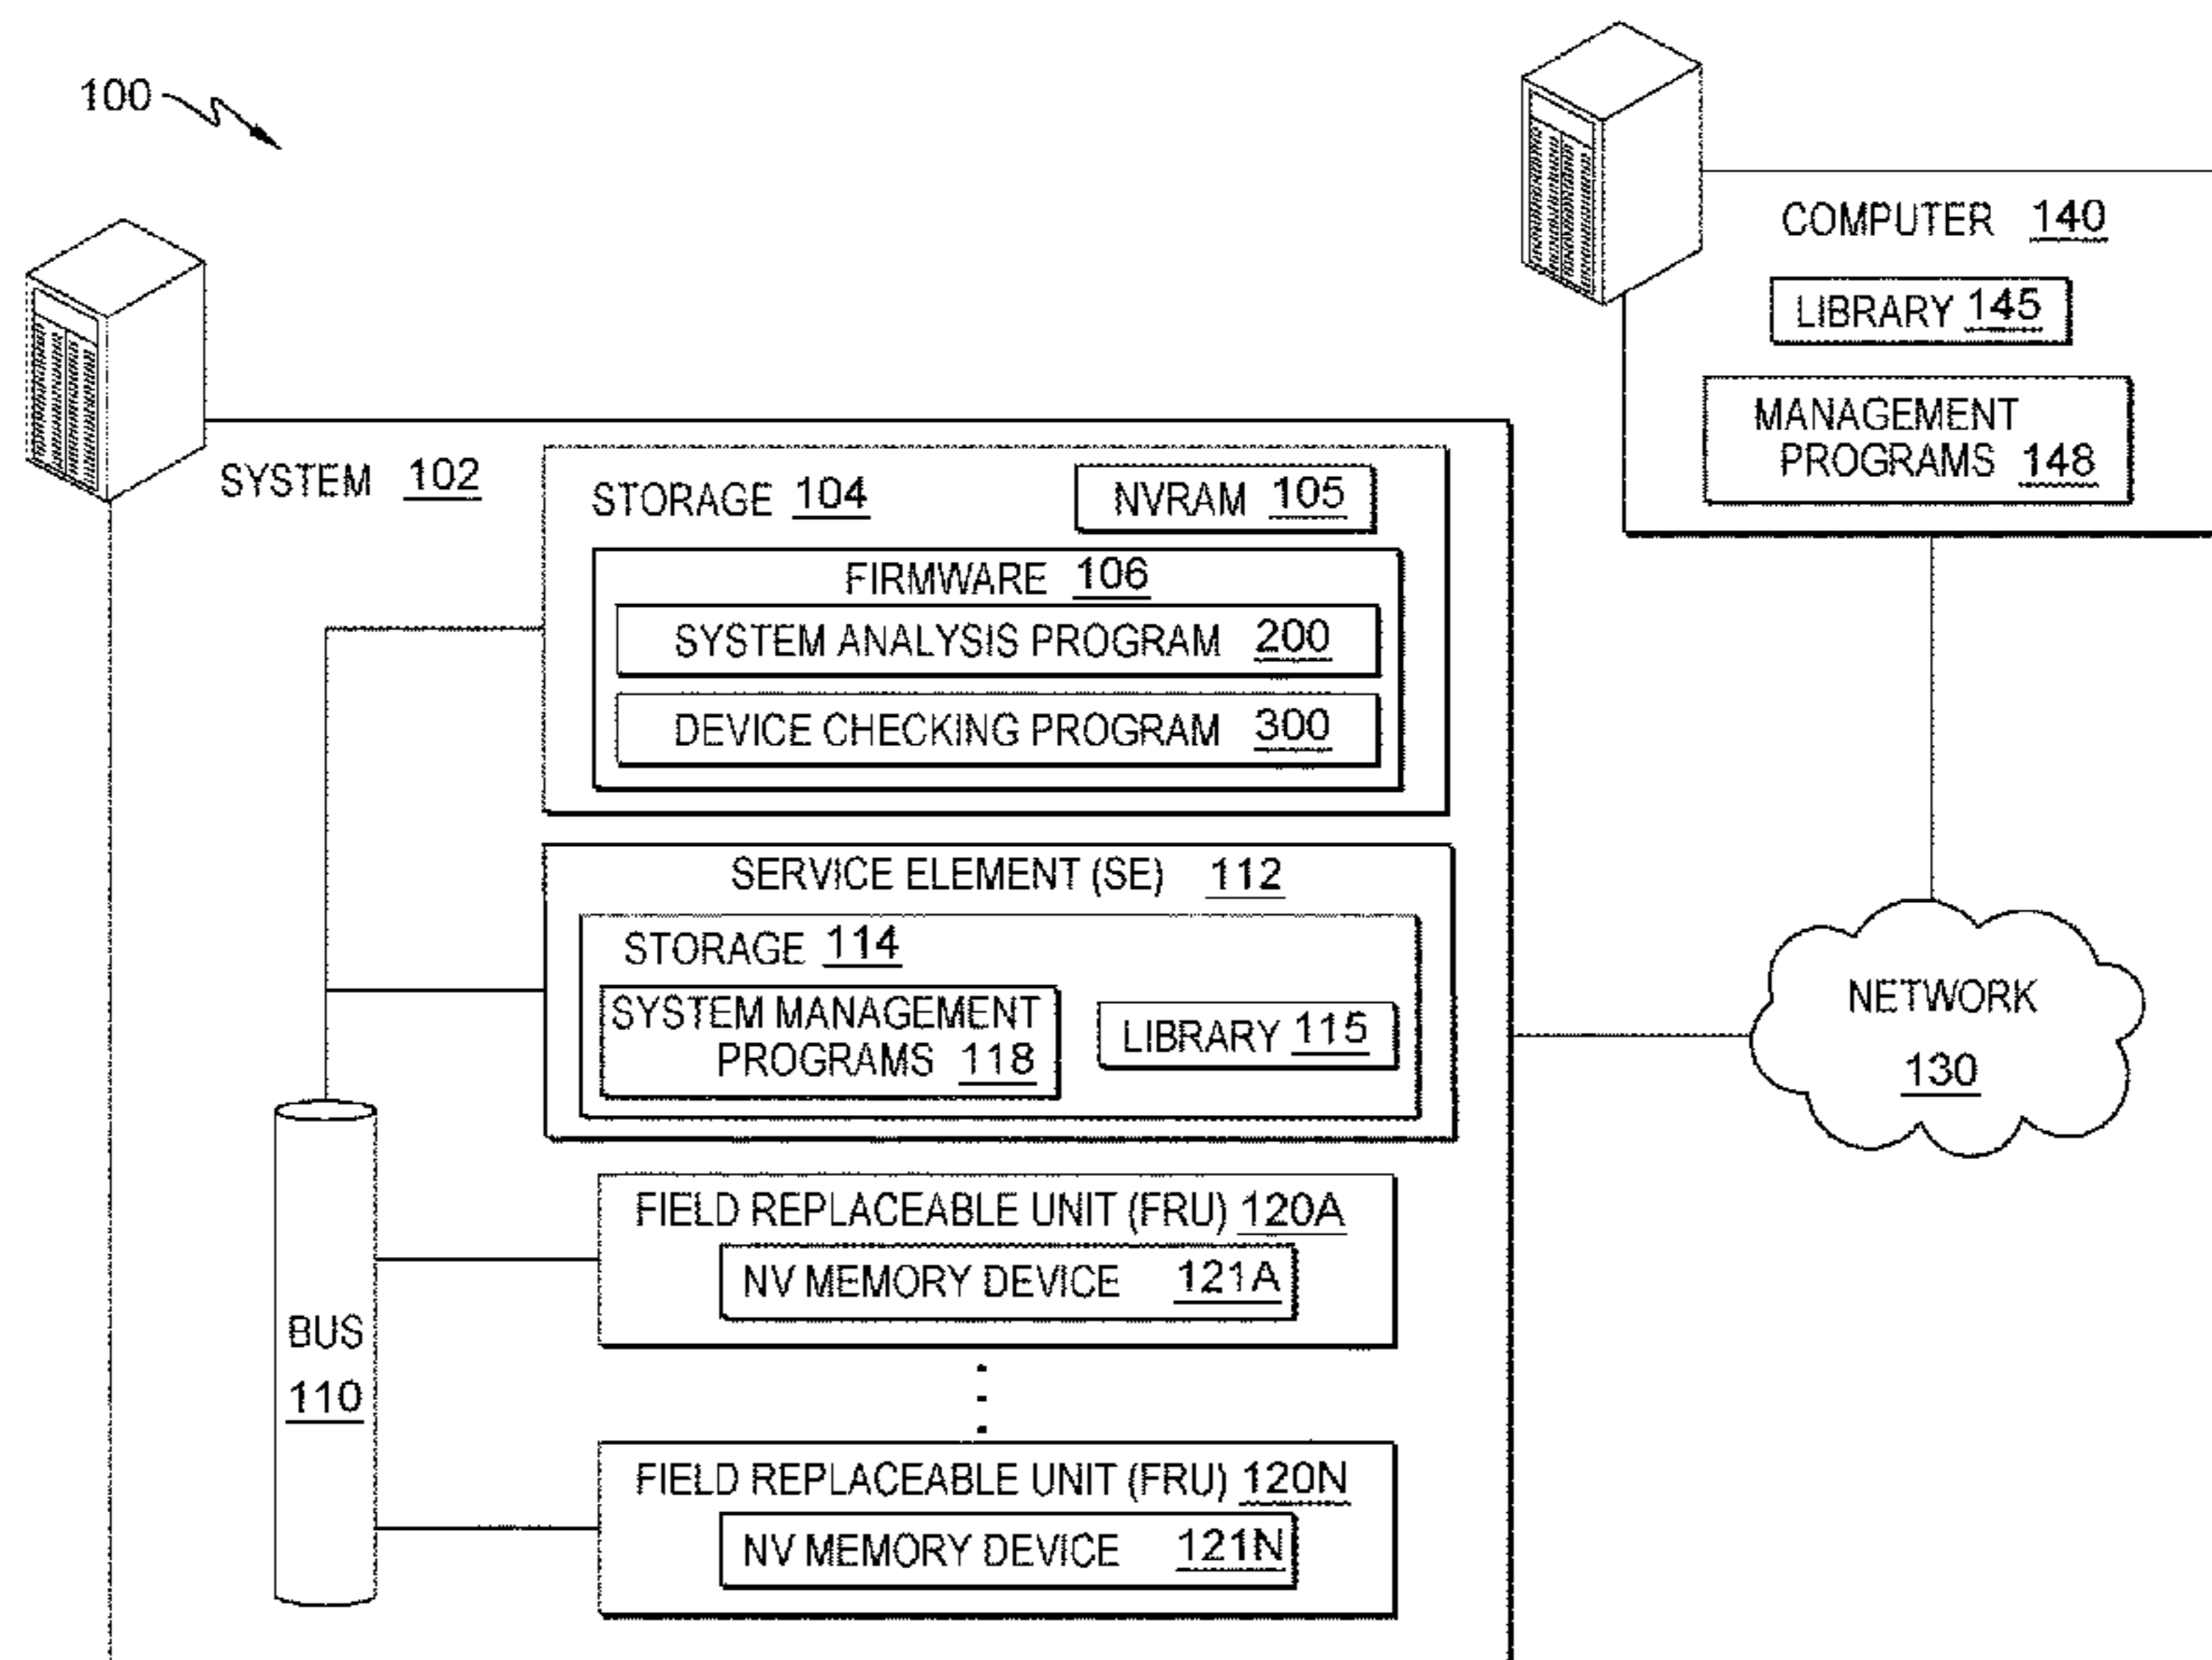 100
COMPUTER 140
LIBRARY 145
MANAGEMENT
PROGRAMS 148
SYSTEM 102
STORAGE 104
NVRAM 105
FIRMWARE 106
SYSTEM ANALYSIS PROGRAM 200
DEVICE CHECKING PROGRAM 300
SERVICE ELEMENT (SE) 112
STORAGE 114
SYSTEM MANAGEMENT
PROGRAMS 118
LIBRARY 115
NETWORK
130
BUS
110
FIELD REPLACEABLE UNIT (FRU) 120A
NV MEMORY DEVICE 121A
FIELD REPLACEABLE UNIT (FRU) 120N
NV MEMORY DEVICE 121N